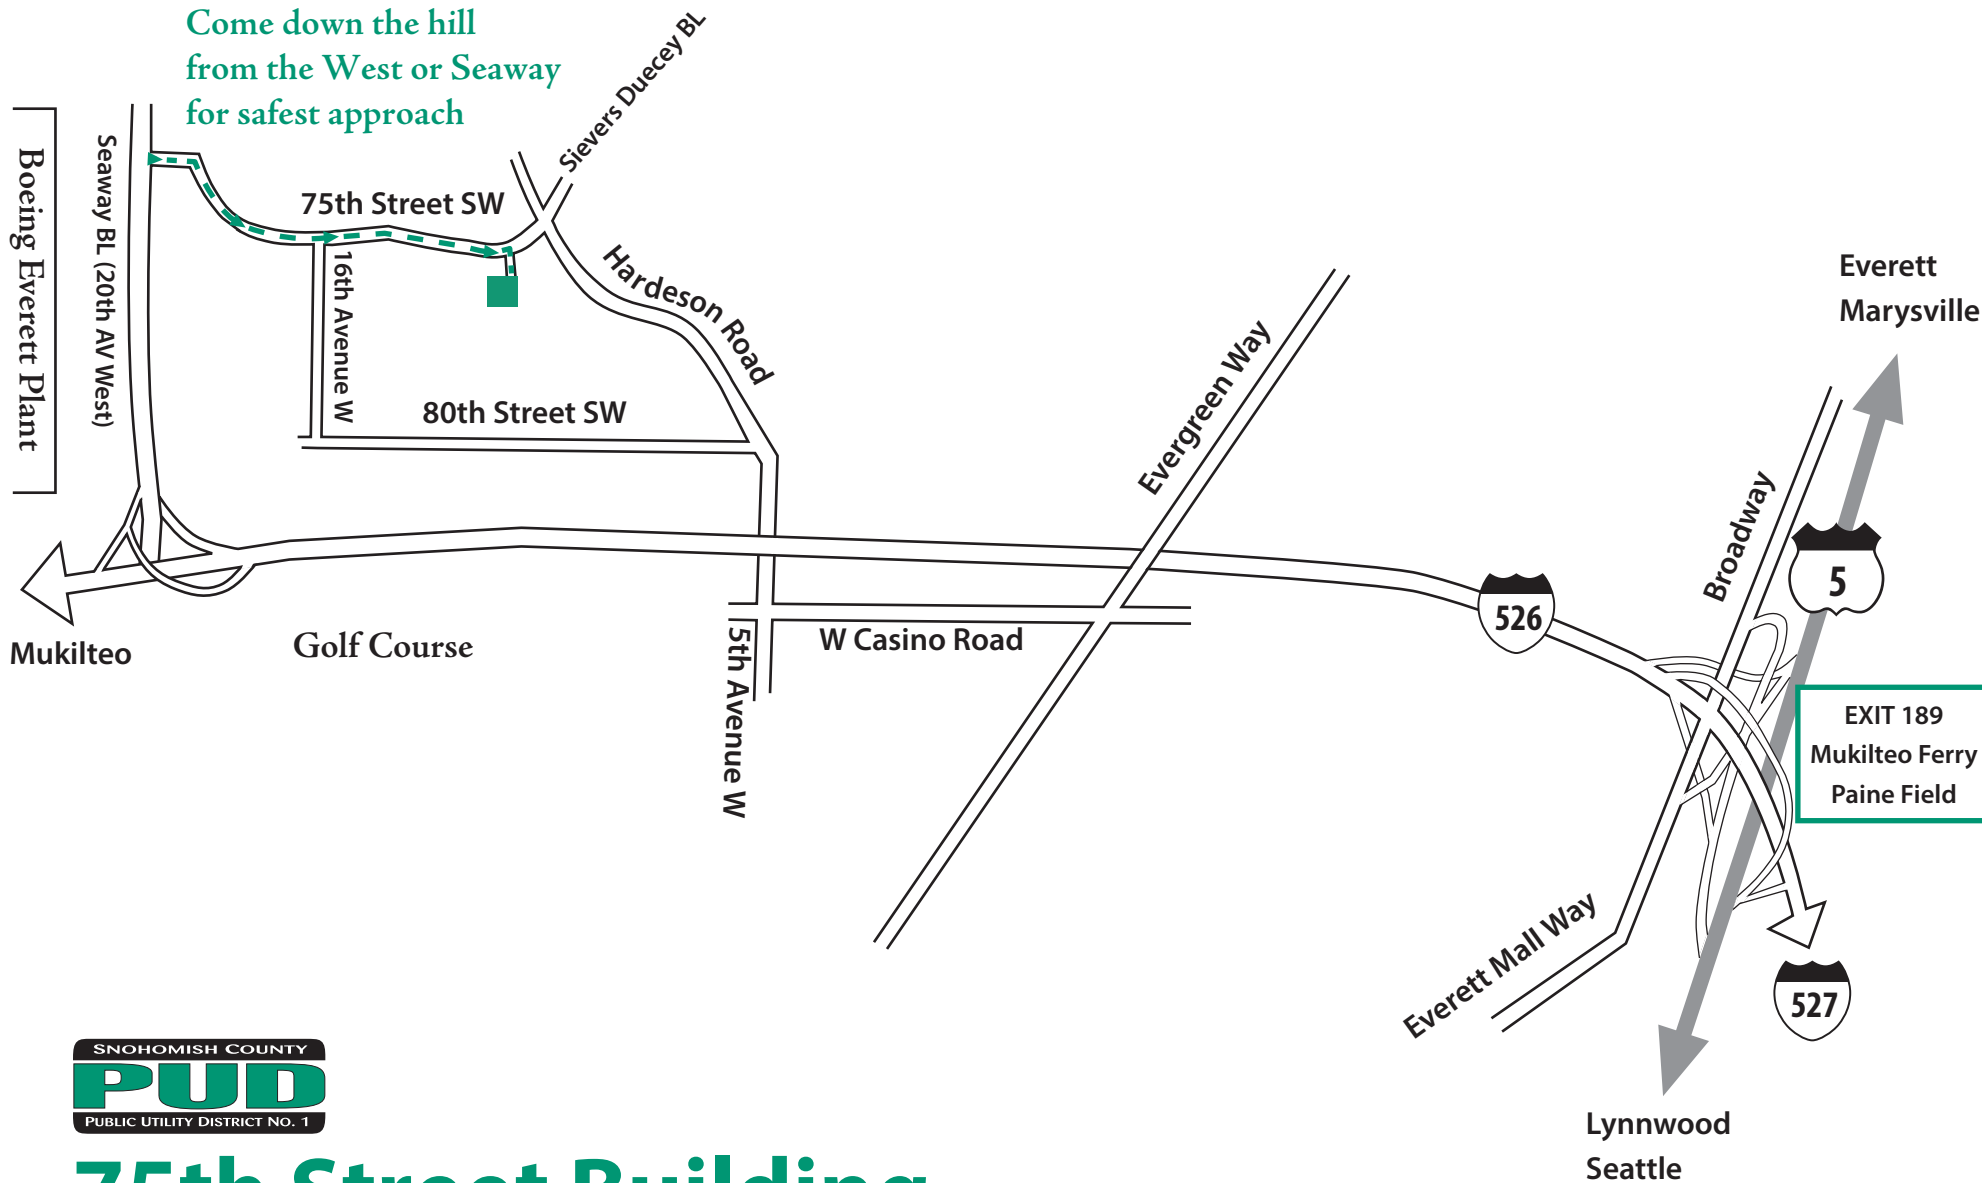 Come down the hill
from the West or Seaway
for safest approach
Sievers Duecey BL
Boeing Everett Plant
Seaway BL (20th AV West)
75th Street SW
16th Avenue W
Hardeson Road
80th Street SW
Evergreen Way
Everett
Marysville
Broadway
5
526
Mukilteo
Golf Course
W Casino Road
5th Avenue W
EXIT 189
Mukilteo Ferry
Paine Field
Everett Mall Way
527
SNOHOMISH COUNTY
PUD
PUBLIC UTILITY DISTRICT NO. 1
Lynnwood
Seattle
75th Street Building